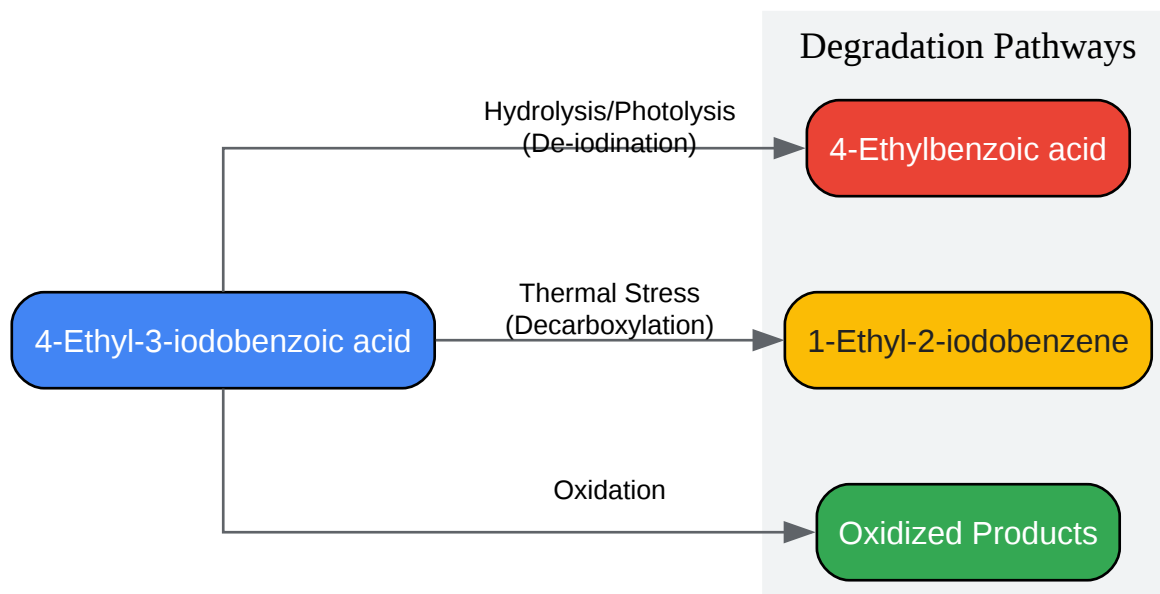 Degradation Pathways
Hydrolysis/Photolysis
(De-iodination)
4-Ethylbenzoic acid
Thermal Stress
(Decarboxylation)
4-Ethyl-3-iodobenzoic acid
1-Ethyl-2-iodobenzene
Oxidation
Oxidized Products